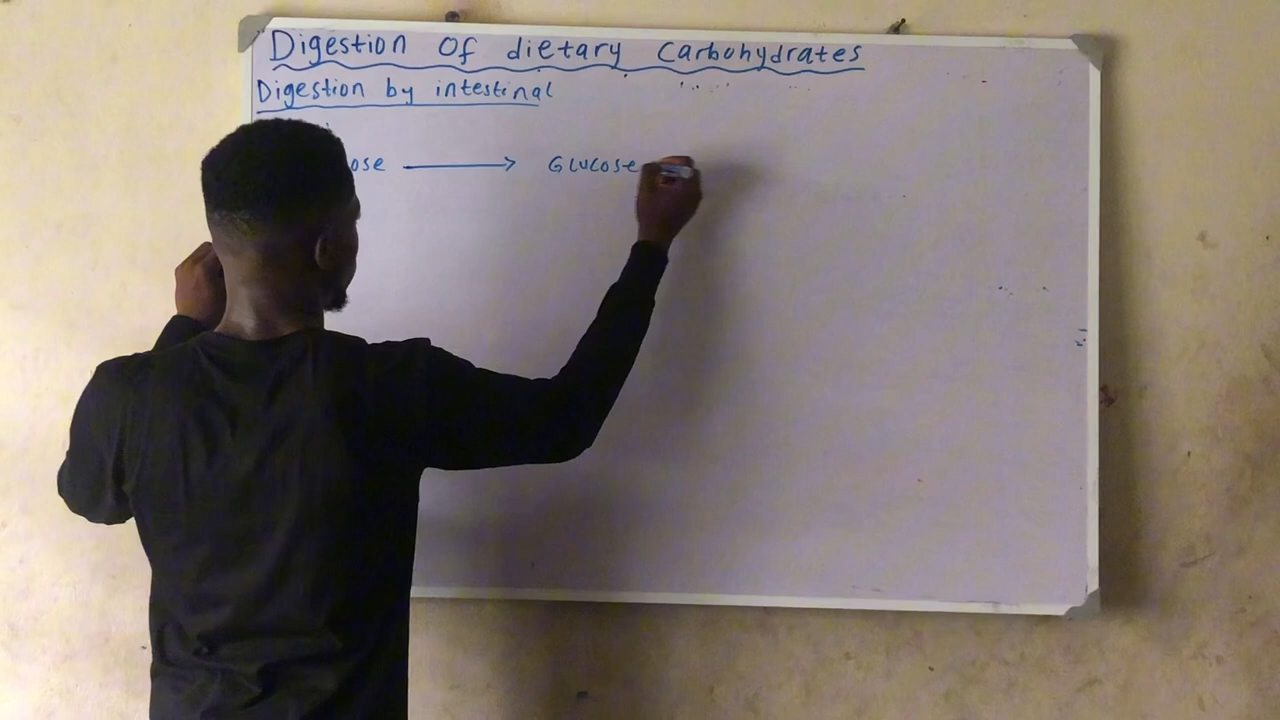 Digestion Of dietary Carbohydrates
Digestion by intestinal
ose → Glucose